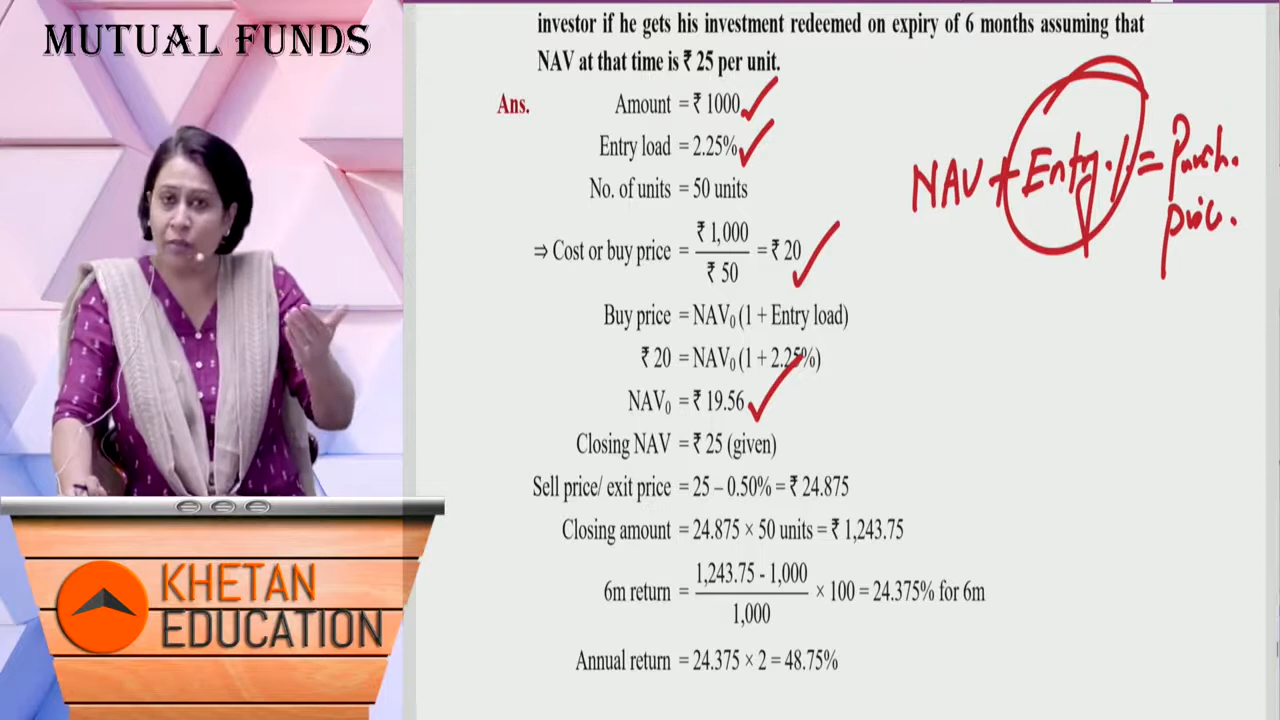 MUTUAL FUNDS
investor if he gets his investment redeemed on expiry of 6 months assuming that
NAV at that time is ₹ 25 per unit.
Ans. Amount = ₹ 1000
Entry load = 2.25%
No. of units = 50 units
⇒ Cost or buy price = ₹ 1,000 / ₹ 50 = ₹ 20
Buy price = NAV₀ (1 + Entry load)
₹ 20 = NAV₀ (1 + 2.25%)
NAV₀ = ₹ 19.56
Closing NAV = ₹ 25 (given)
Sell price/ exit price = 25 – 0.50% = ₹ 24.875
Closing amount = 24.875 × 50 units = ₹ 1,243.75
6m return = 1,243.75 - 1,000 / 1,000 × 100 = 24.375% for 6m
Annual return = 24.375 × 2 = 48.75%
NAV + Entry = Purch.
price.
KHETAN
EDUCATION